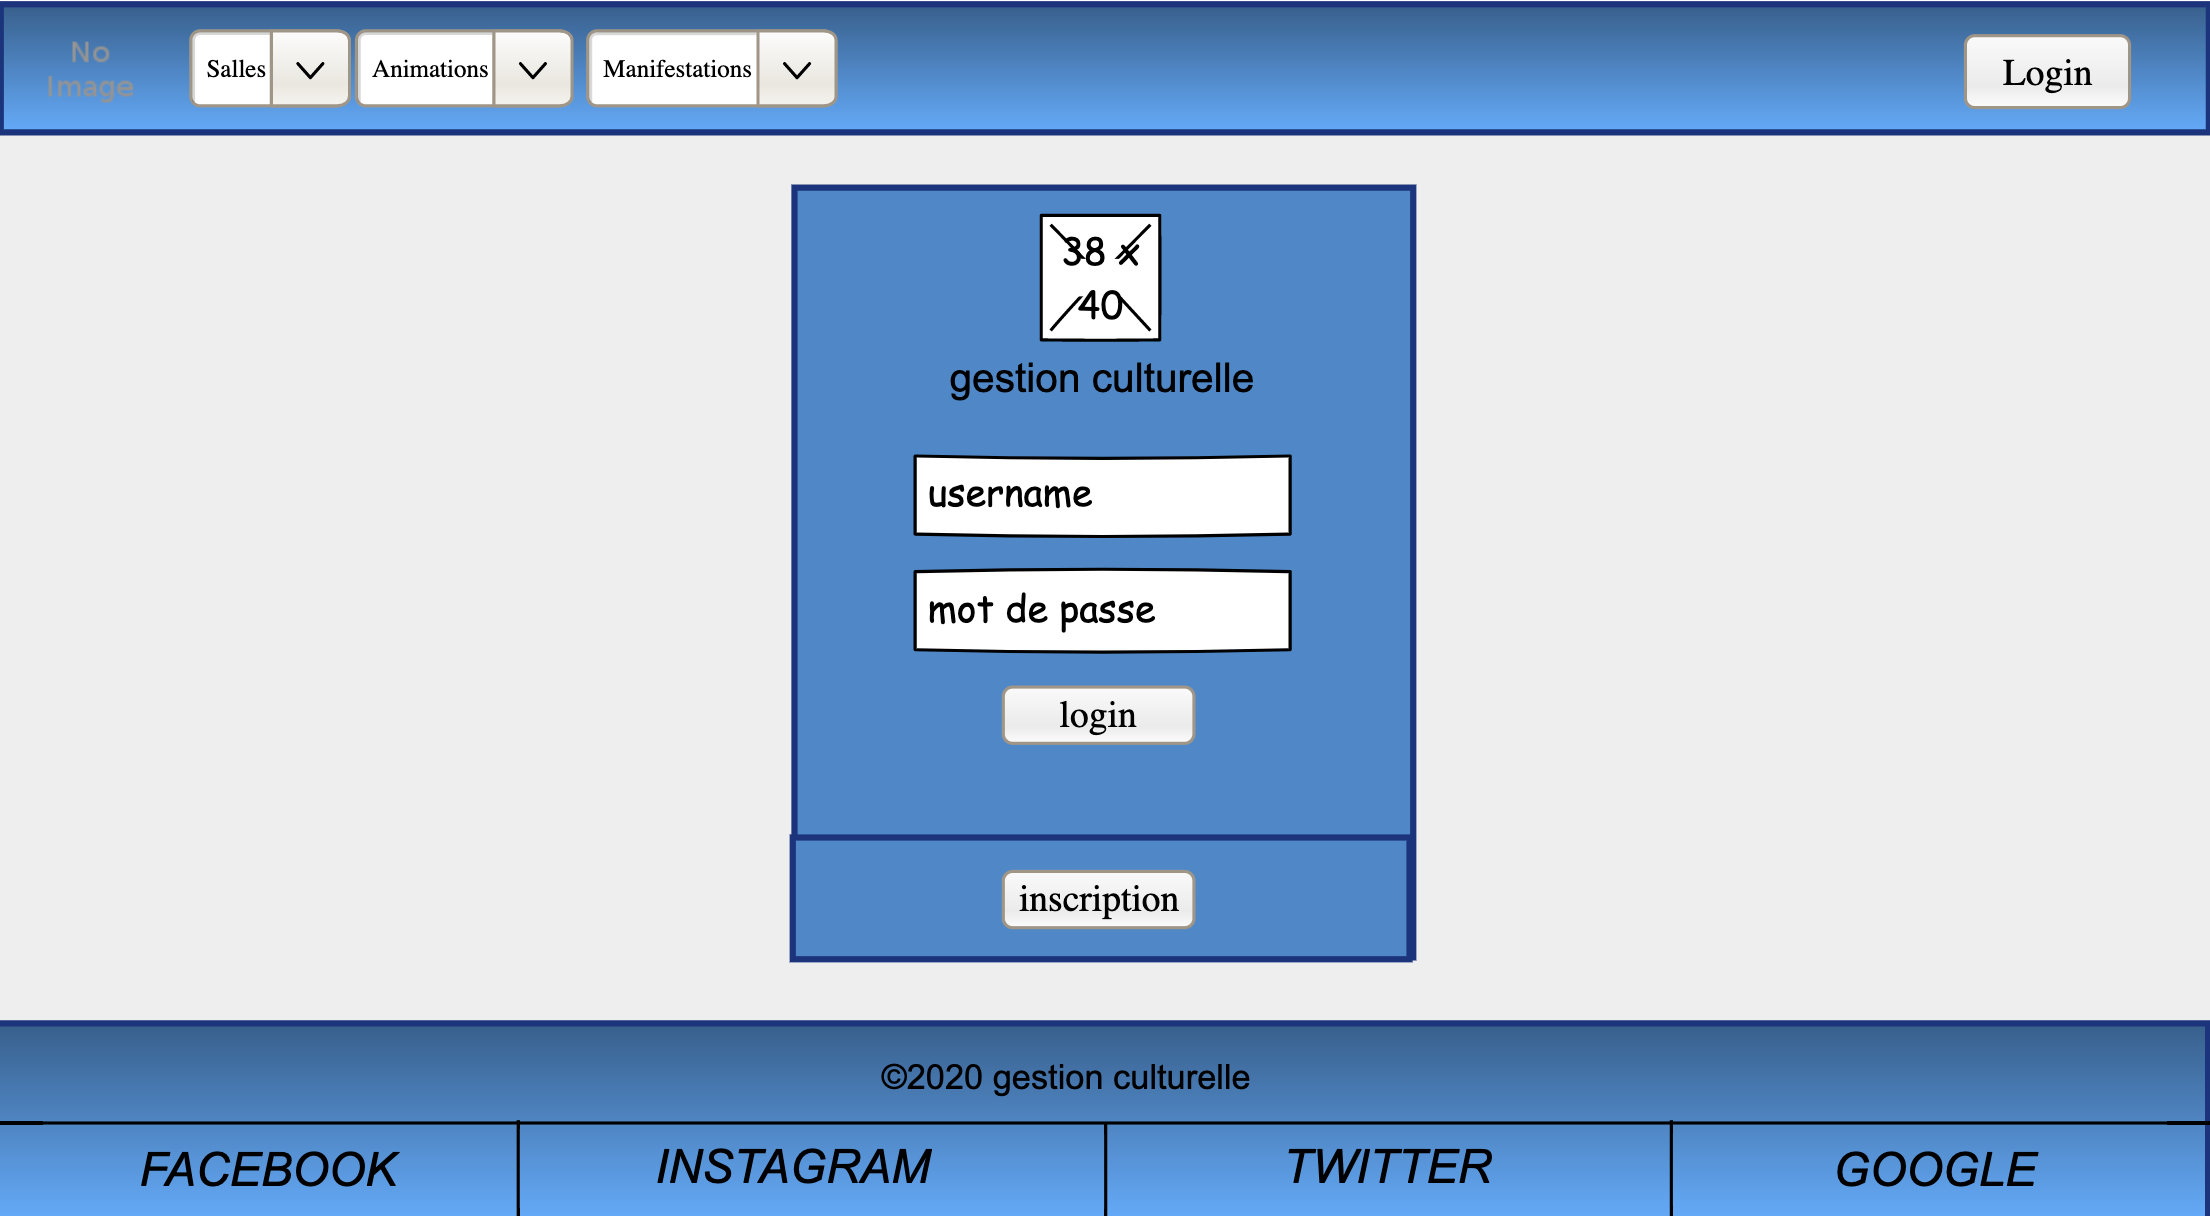 No
Image
Salles
Animations
Manifestations
Login
38 x
40
gestion culturelle
username
mot de passe
login
inscription
©2020 gestion culturelle
FACEBOOK
INSTAGRAM
TWITTER
GOOGLE